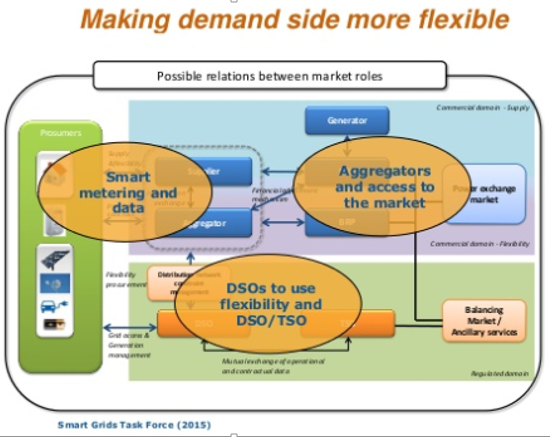 Making demand side more flexible
Possible relations between market roles
Commercial domain - Supply
Generator
Prosumers
Smart
metering and
data
Supplier
Aggregator
Aggregators
and access to
the market
BRP
exchange
market
Commercial domain - Flexibility
Flexibility
procurement
DSOs to use
flexibility and
DSO/TSO
Balancing
Market /
Ancillary services
Grid access &
Generation
management
Mutual exchange of operational
and contractual data
Regulated domain
Smart Grids Task Force (2015)